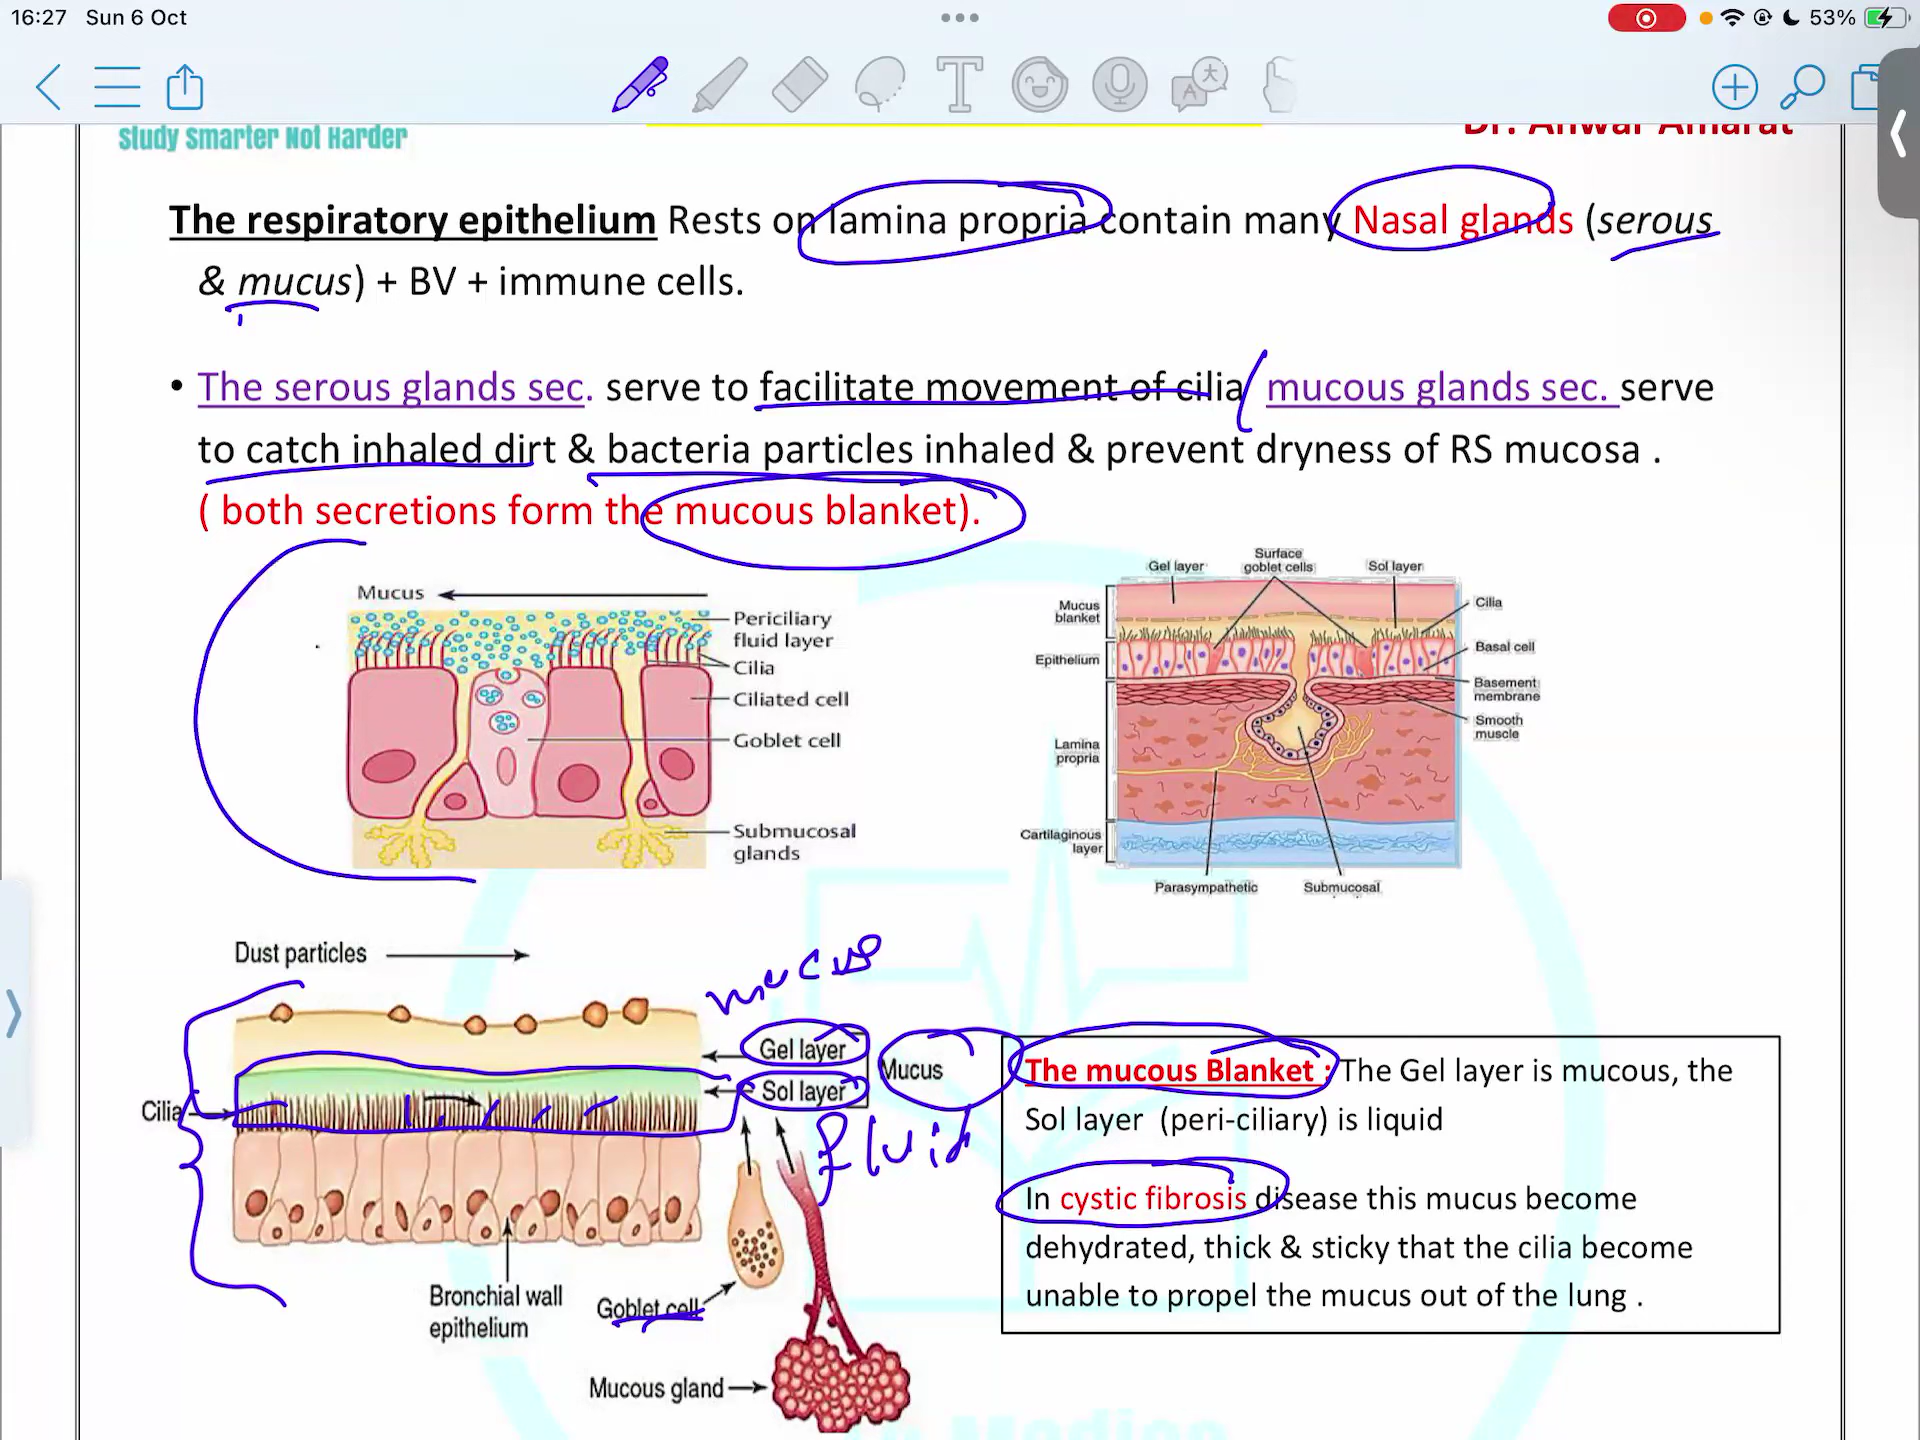 16:27 Sun 6 Oct
53%
Study Smarter Not Harder
Dr. Anwar Amarat
The respiratory epithelium Rests on lamina propria contain many Nasal glands (serous
& mucus) + BV + immune cells.
• The serous glands sec. serve to facilitate movement of cilia mucous glands sec. serve
to catch inhaled dirt & bacteria particles inhaled & prevent dryness of RS mucosa .
( both secretions form the mucous blanket).
Mucus
Periciliary
fluid layer
Cilia
Ciliated cell
Goblet cell
Submucosal
glands
Gel layer
Surface
goblet cells
Sol layer
Mucus
blanket
Cilia
Epithelium
Basal cell
Basement
membrane
Smooth
muscle
Lamina
propria
Cartilaginous
layer
Parasympathetic
Submucosal
Dust particles
mucus
Gel layer
Mucus
Sol layer
fluid
Cilia
Bronchial wall
epithelium
Goblet cell
Mucous gland
The mucous Blanket : The Gel layer is mucous, the
Sol layer (peri-ciliary) is liquid
In cystic fibrosis disease this mucus become
dehydrated, thick & sticky that the cilia become
unable to propel the mucus out of the lung .